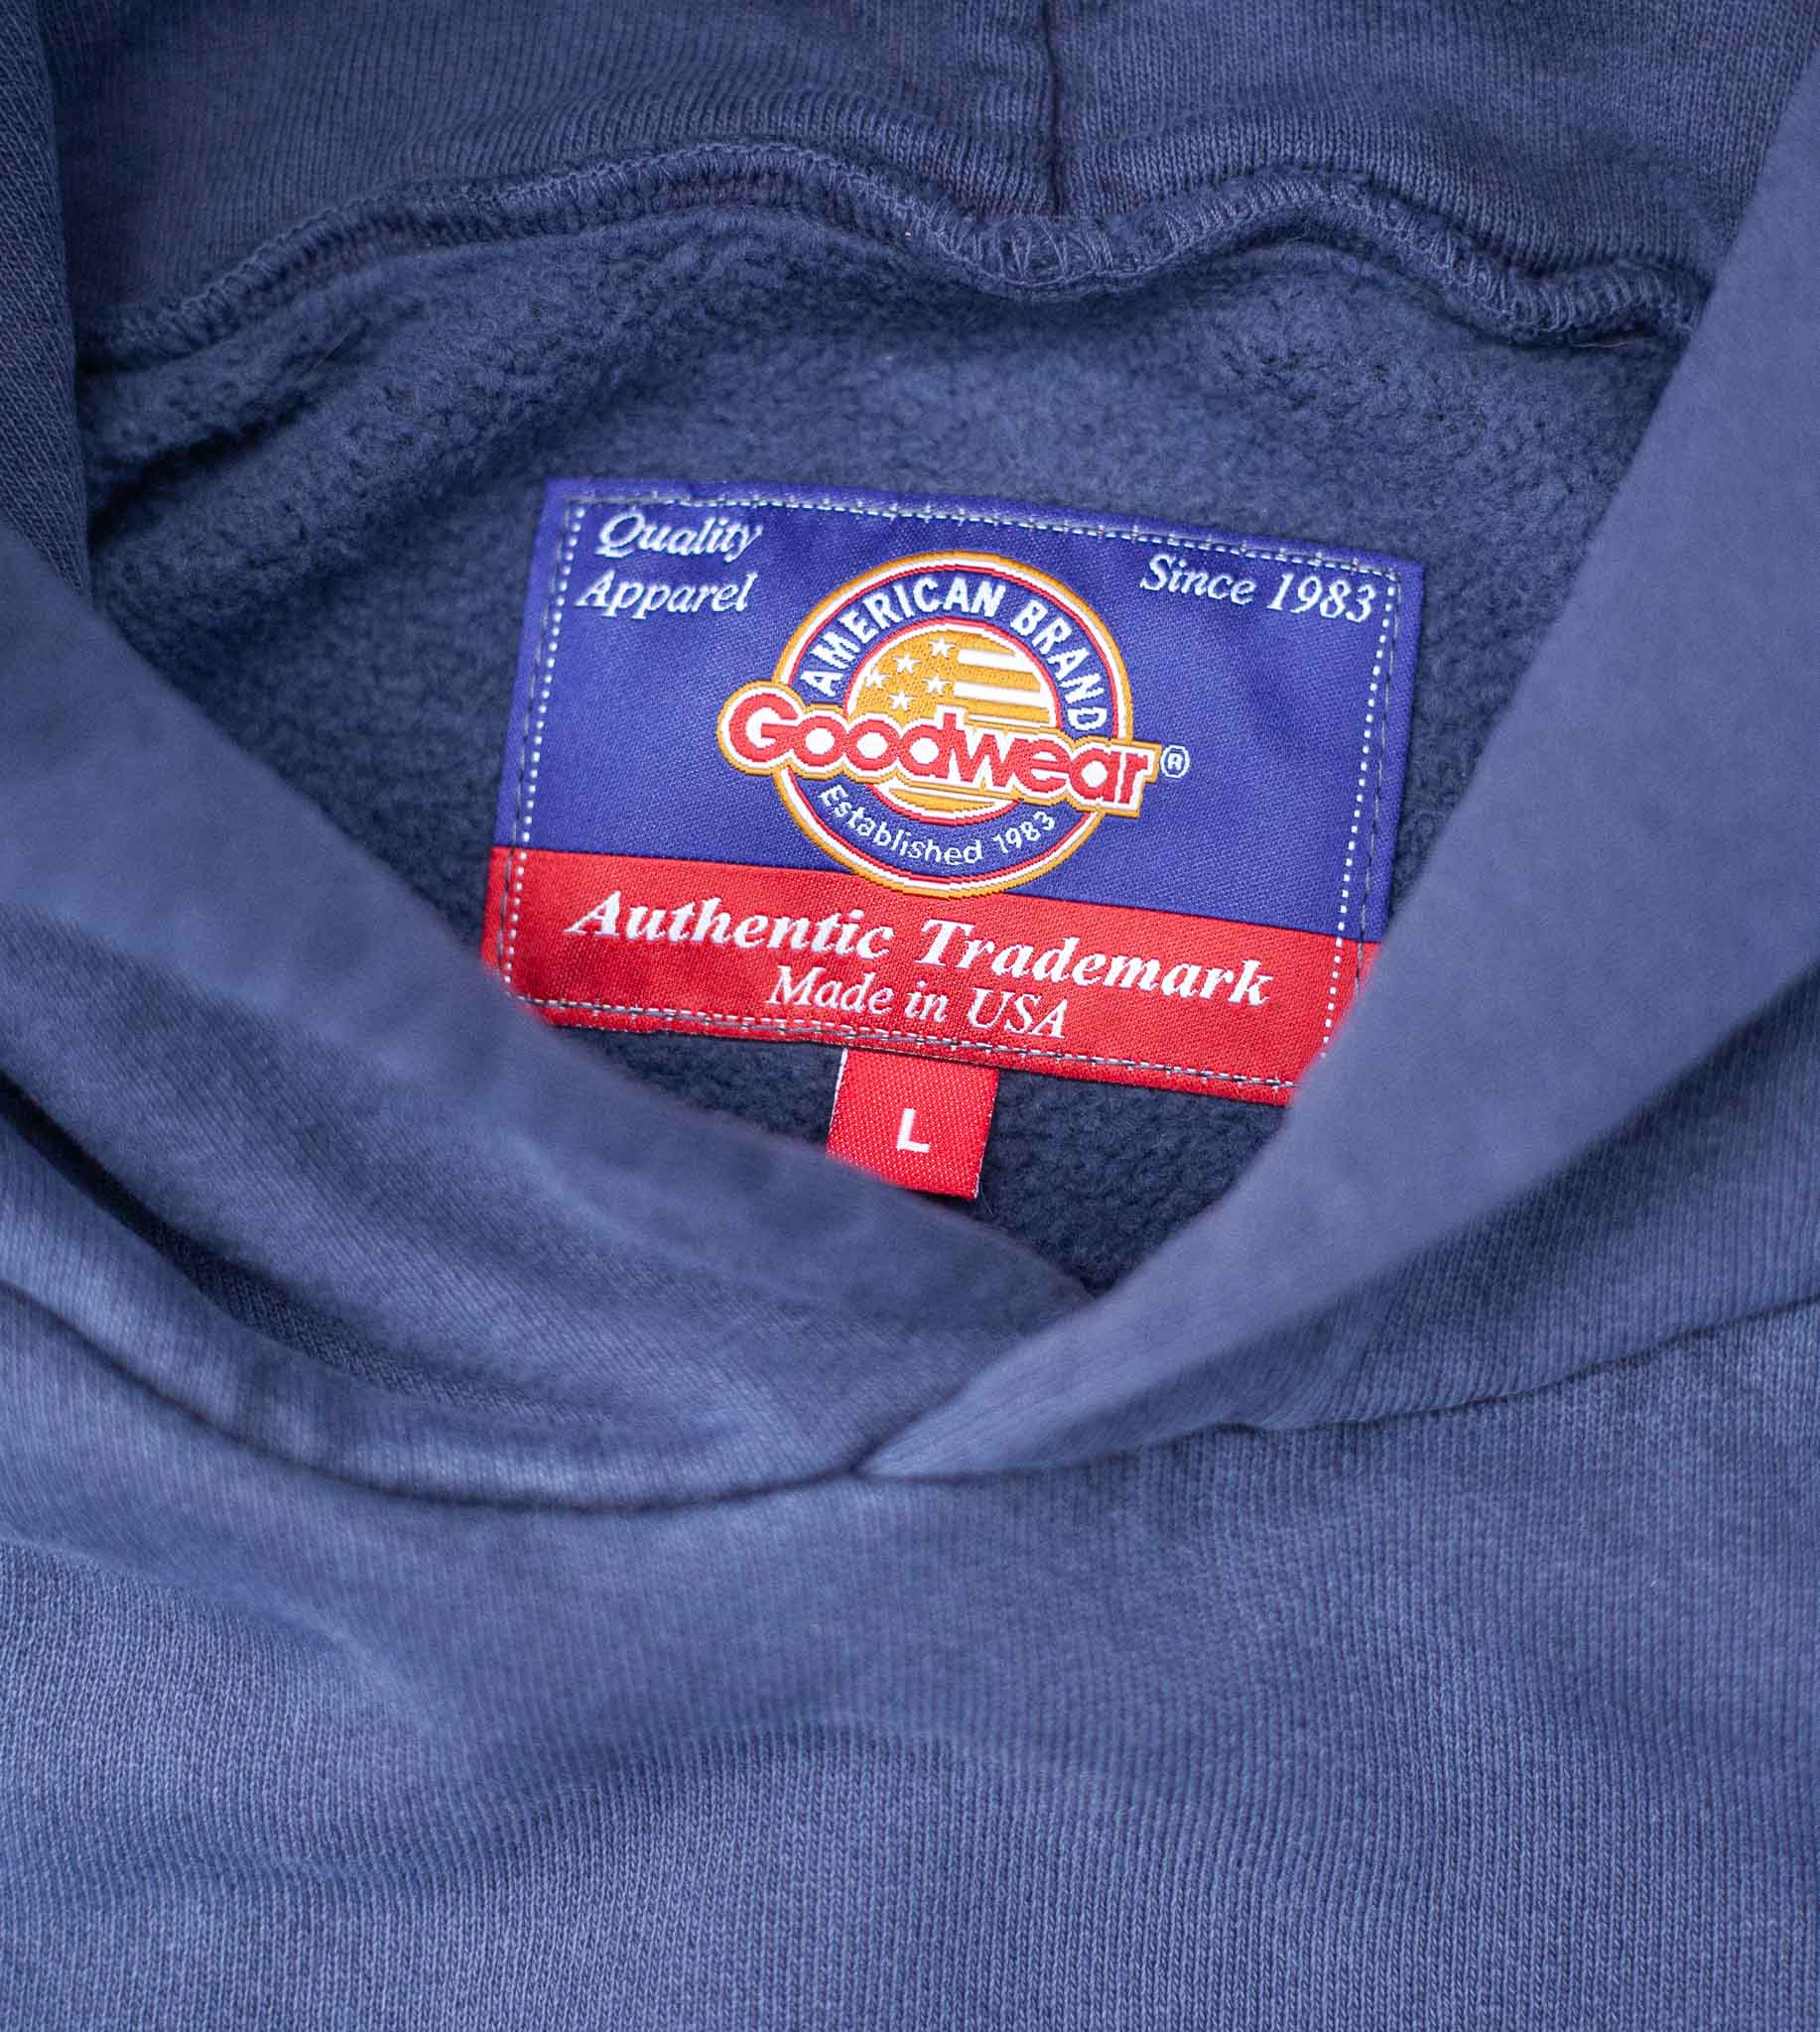 Quality
Apparel
Since 1983
AMERICAN BRAND
Goodwear®
Established 1983
Authentic Trademark
Made in USA
L